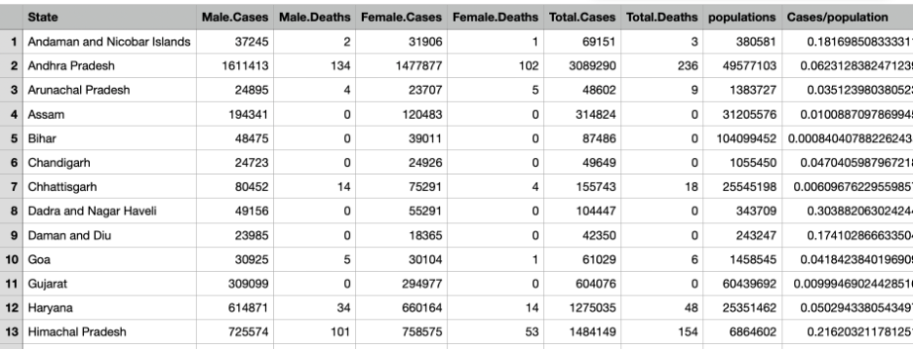 State Male.Cases Male.Deaths Female.Cases Female.Deaths Total.Cases Total.Deaths populations Cases/population
1 Andaman and Nicobar Islands 37245 2 31906 1 69151 3 380581 0.18169850833331
2 Andhra Pradesh 1611413 134 1477877 102 3089290 236 49577103 0.062312838247123
3 Arunachal Pradesh 24895 4 23707 5 48602 9 1383727 0.03512398038052
4 Assam 194341 0 120483 0 314824 0 31205576 0.010088709786994
5 Bihar 48475 0 39011 0 87486 0 104099452 0.00084040788226243
6 Chandigarh 24723 0 24926 0 49649 0 1055450 0.047040598796721
7 Chhattisgarh 80452 14 75291 4 155743 18 25545198 0.006096762295598
8 Dadra and Nagar Haveli 49156 0 55291 0 104447 0 343709 0.30388206302424
9 Daman and Diu 23985 0 18365 0 42350 0 243247 0.17410286663350
10 Goa 30925 5 30104 1 61029 6 1458545 0.041842384019690
11 Gujarat 309099 0 294977 0 604076 0 60439692 0.0099946902442851
12 Haryana 614871 34 660164 14 1275035 48 25351462 0.050294338054349
13 Himachal Pradesh 725574 101 758575 53 1484149 154 6864602 0.21620321178125